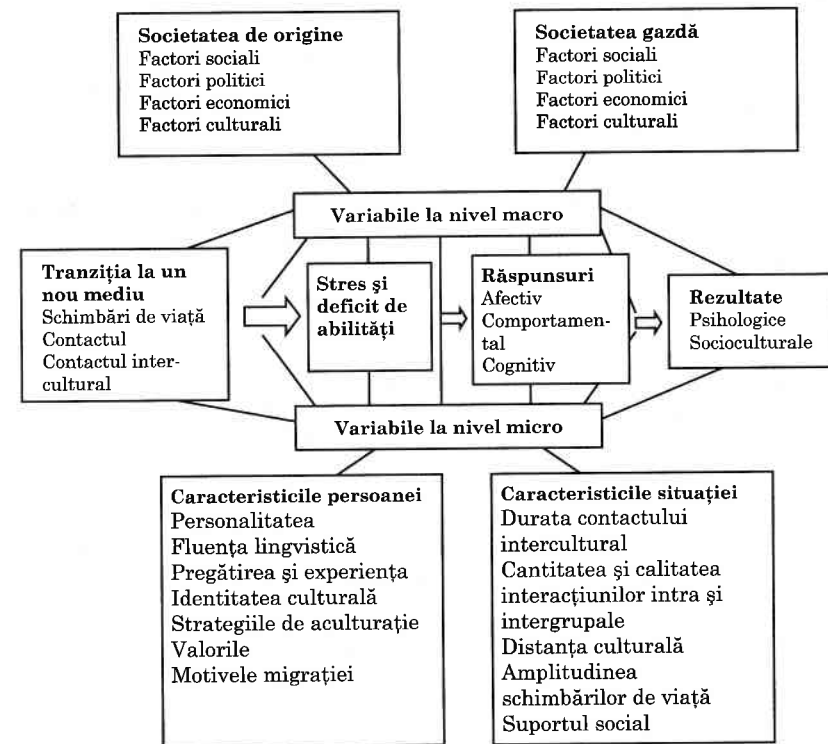 Societatea de origine
Factori sociali
Factori politici
Factori economici
Factori culturali
Societatea gazdă
Factori sociali
Factori politici
Factori economici
Factori culturali
Variabile la nivel macro
Tranziția la un
nou mediu
Schimbări de viață
Contactul
Contactul inter-
cultural
Stres și
deficit de
abilități
Răspunsuri
Afectiv
Comportamen-
tal
Cognitiv
Rezultate
Psihologice
Socioculturale
Variabile la nivel micro
Caracteristicile persoanei
Personalitatea
Fluența lingvistică
Pregătirea și experiența
Identitatea culturală
Strategiile de aculturație
Valorile
Motivele migrației
Caracteristicile situației
Durata contactului
intercultural
Cantitatea și calitatea
interacțiunilor intra și
intergrupale
Distanța culturală
Amplitudinea
schimbărilor de viață
Suportul social